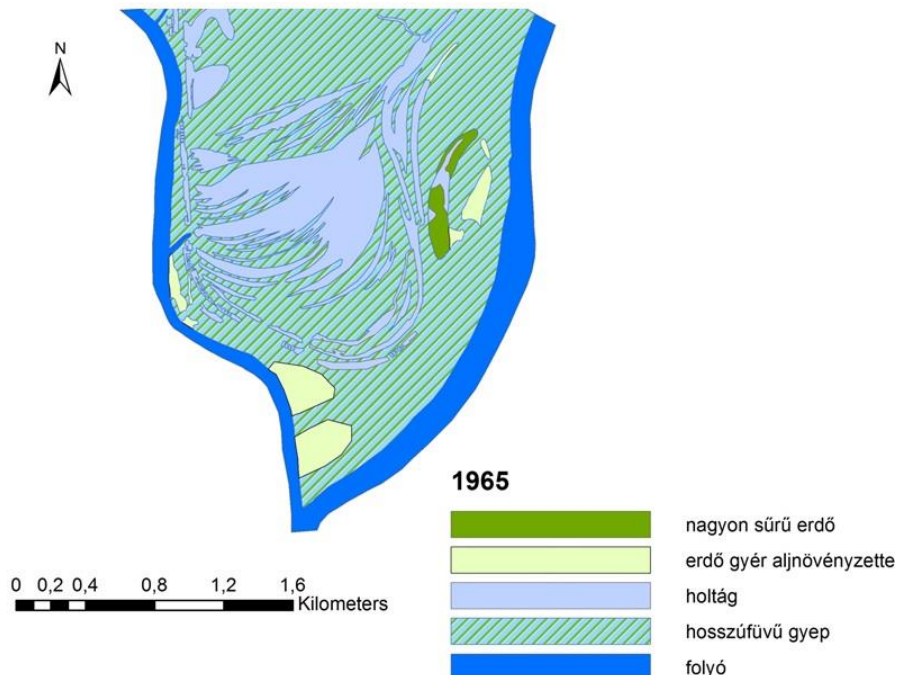 N
1965
nagyon sűrű erdő
erdő gyér aljnövényzette
holtág
hosszúfüvű gyep
folyó
0 0,2 0,4 0,8 1,2 1,6
Kilometers